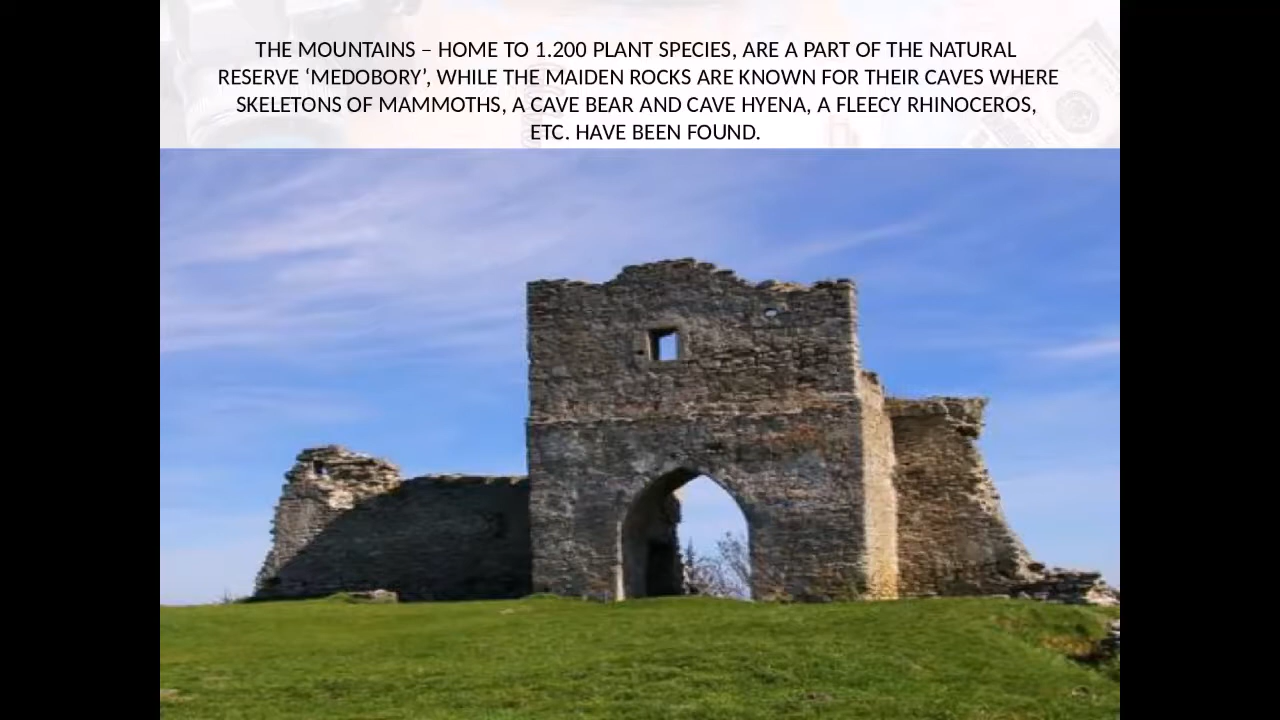 THE MOUNTAINS – HOME TO 1.200 PLANT SPECIES, ARE A PART OF THE NATURAL
RESERVE ‘MEDOBORY’, WHILE THE MAIDEN ROCKS ARE KNOWN FOR THEIR CAVES WHERE
SKELETONS OF MAMMOTHS, A CAVE BEAR AND CAVE HYENA, A FLEECY RHINOCEROS,
ETC. HAVE BEEN FOUND.